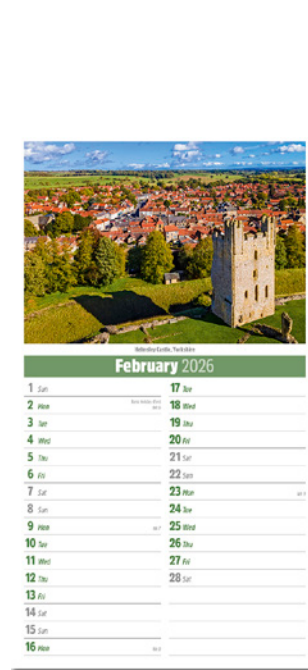 Helmsley Castle, Yorkshire
February 2026
1 Sun
2 Mon
3 Tue
4 Wed
5 Thu
6 Fri
7 Sat
8 Sun
9 Mon
10 Tue
11 Wed
12 Thu
13 Fri
14 Sat
15 Sun
16 Mon
17 Tue
18 Wed
19 Thu
20 Fri
21 Sat
22 Sun
23 Mon
24 Tue
25 Wed
26 Thu
27 Fri
28 Sat